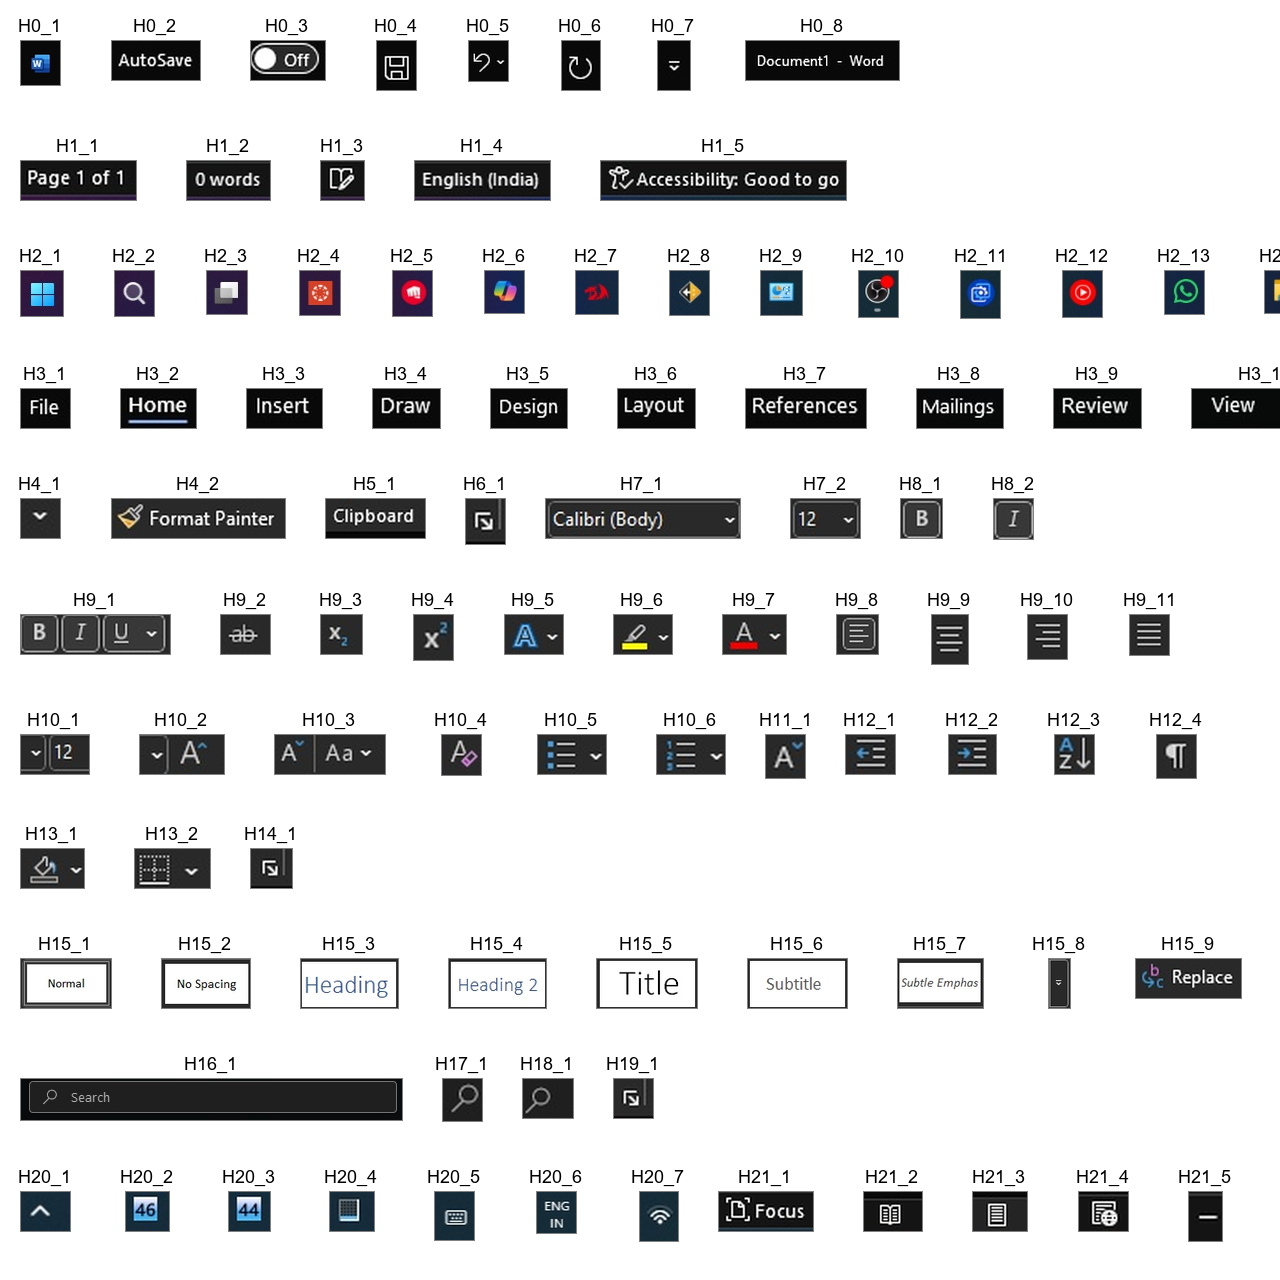 H0_1 H0_2 H0_3 H0_4 H0_5 H0_6 H0_7 H0_8
W AutoSave Off Document1 - Word
H1_1 H1_2 H1_3 H1_4 H1_5
Page 1 of 1 0 words English (India) Accessibility: Good to go
H2_1 H2_2 H2_3 H2_4 H2_5 H2_6 H2_7 H2_8 H2_9 H2_10 H2_11 H2_12 H2_13 H2
H3_1 H3_2 H3_3 H3_4 H3_5 H3_6 H3_7 H3_8 H3_9 H3_1
File Home Insert Draw Design Layout References Mailings Review View
H4_1 H4_2 H5_1 H6_1 H7_1 H7_2 H8_1 H8_2
Format Painter Clipboard Calibri (Body) 12 B I
H9_1 H9_2 H9_3 H9_4 H9_5 H9_6 H9_7 H9_8 H9_9 H9_10 H9_11
B I U ab x2 x2 A A
H10_1 H10_2 H10_3 H10_4 H10_5 H10_6 H11_1 H12_1 H12_2 H12_3 H12_4
12 A A Aa A 1 2 3 A A Z ¶
H13_1 H13_2 H14_1
H15_1 H15_2 H15_3 H15_4 H15_5 H15_6 H15_7 H15_8 H15_9
Normal No Spacing Heading Heading 2 Title Subtitle Subtle Emphas b c Replace
H16_1 H17_1 H18_1 H19_1
Search
H20_1 H20_2 H20_3 H20_4 H20_5 H20_6 H20_7 H21_1 H21_2 H21_3 H21_4 H21_5
46 44 ENG Focus
IN